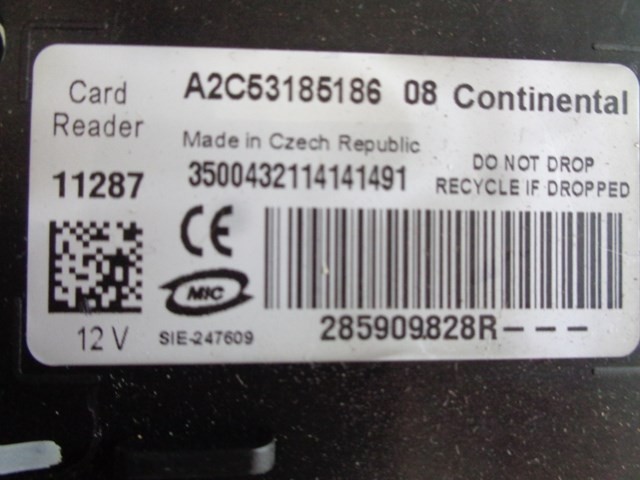 Card Reader
A2C53185186 08 Continental
Made in Czech Republic
11287
3500432114141491
DO NOT DROP
RECYCLE IF DROPPED
CE
MIC
12 V
SIE-247609
285909828R---